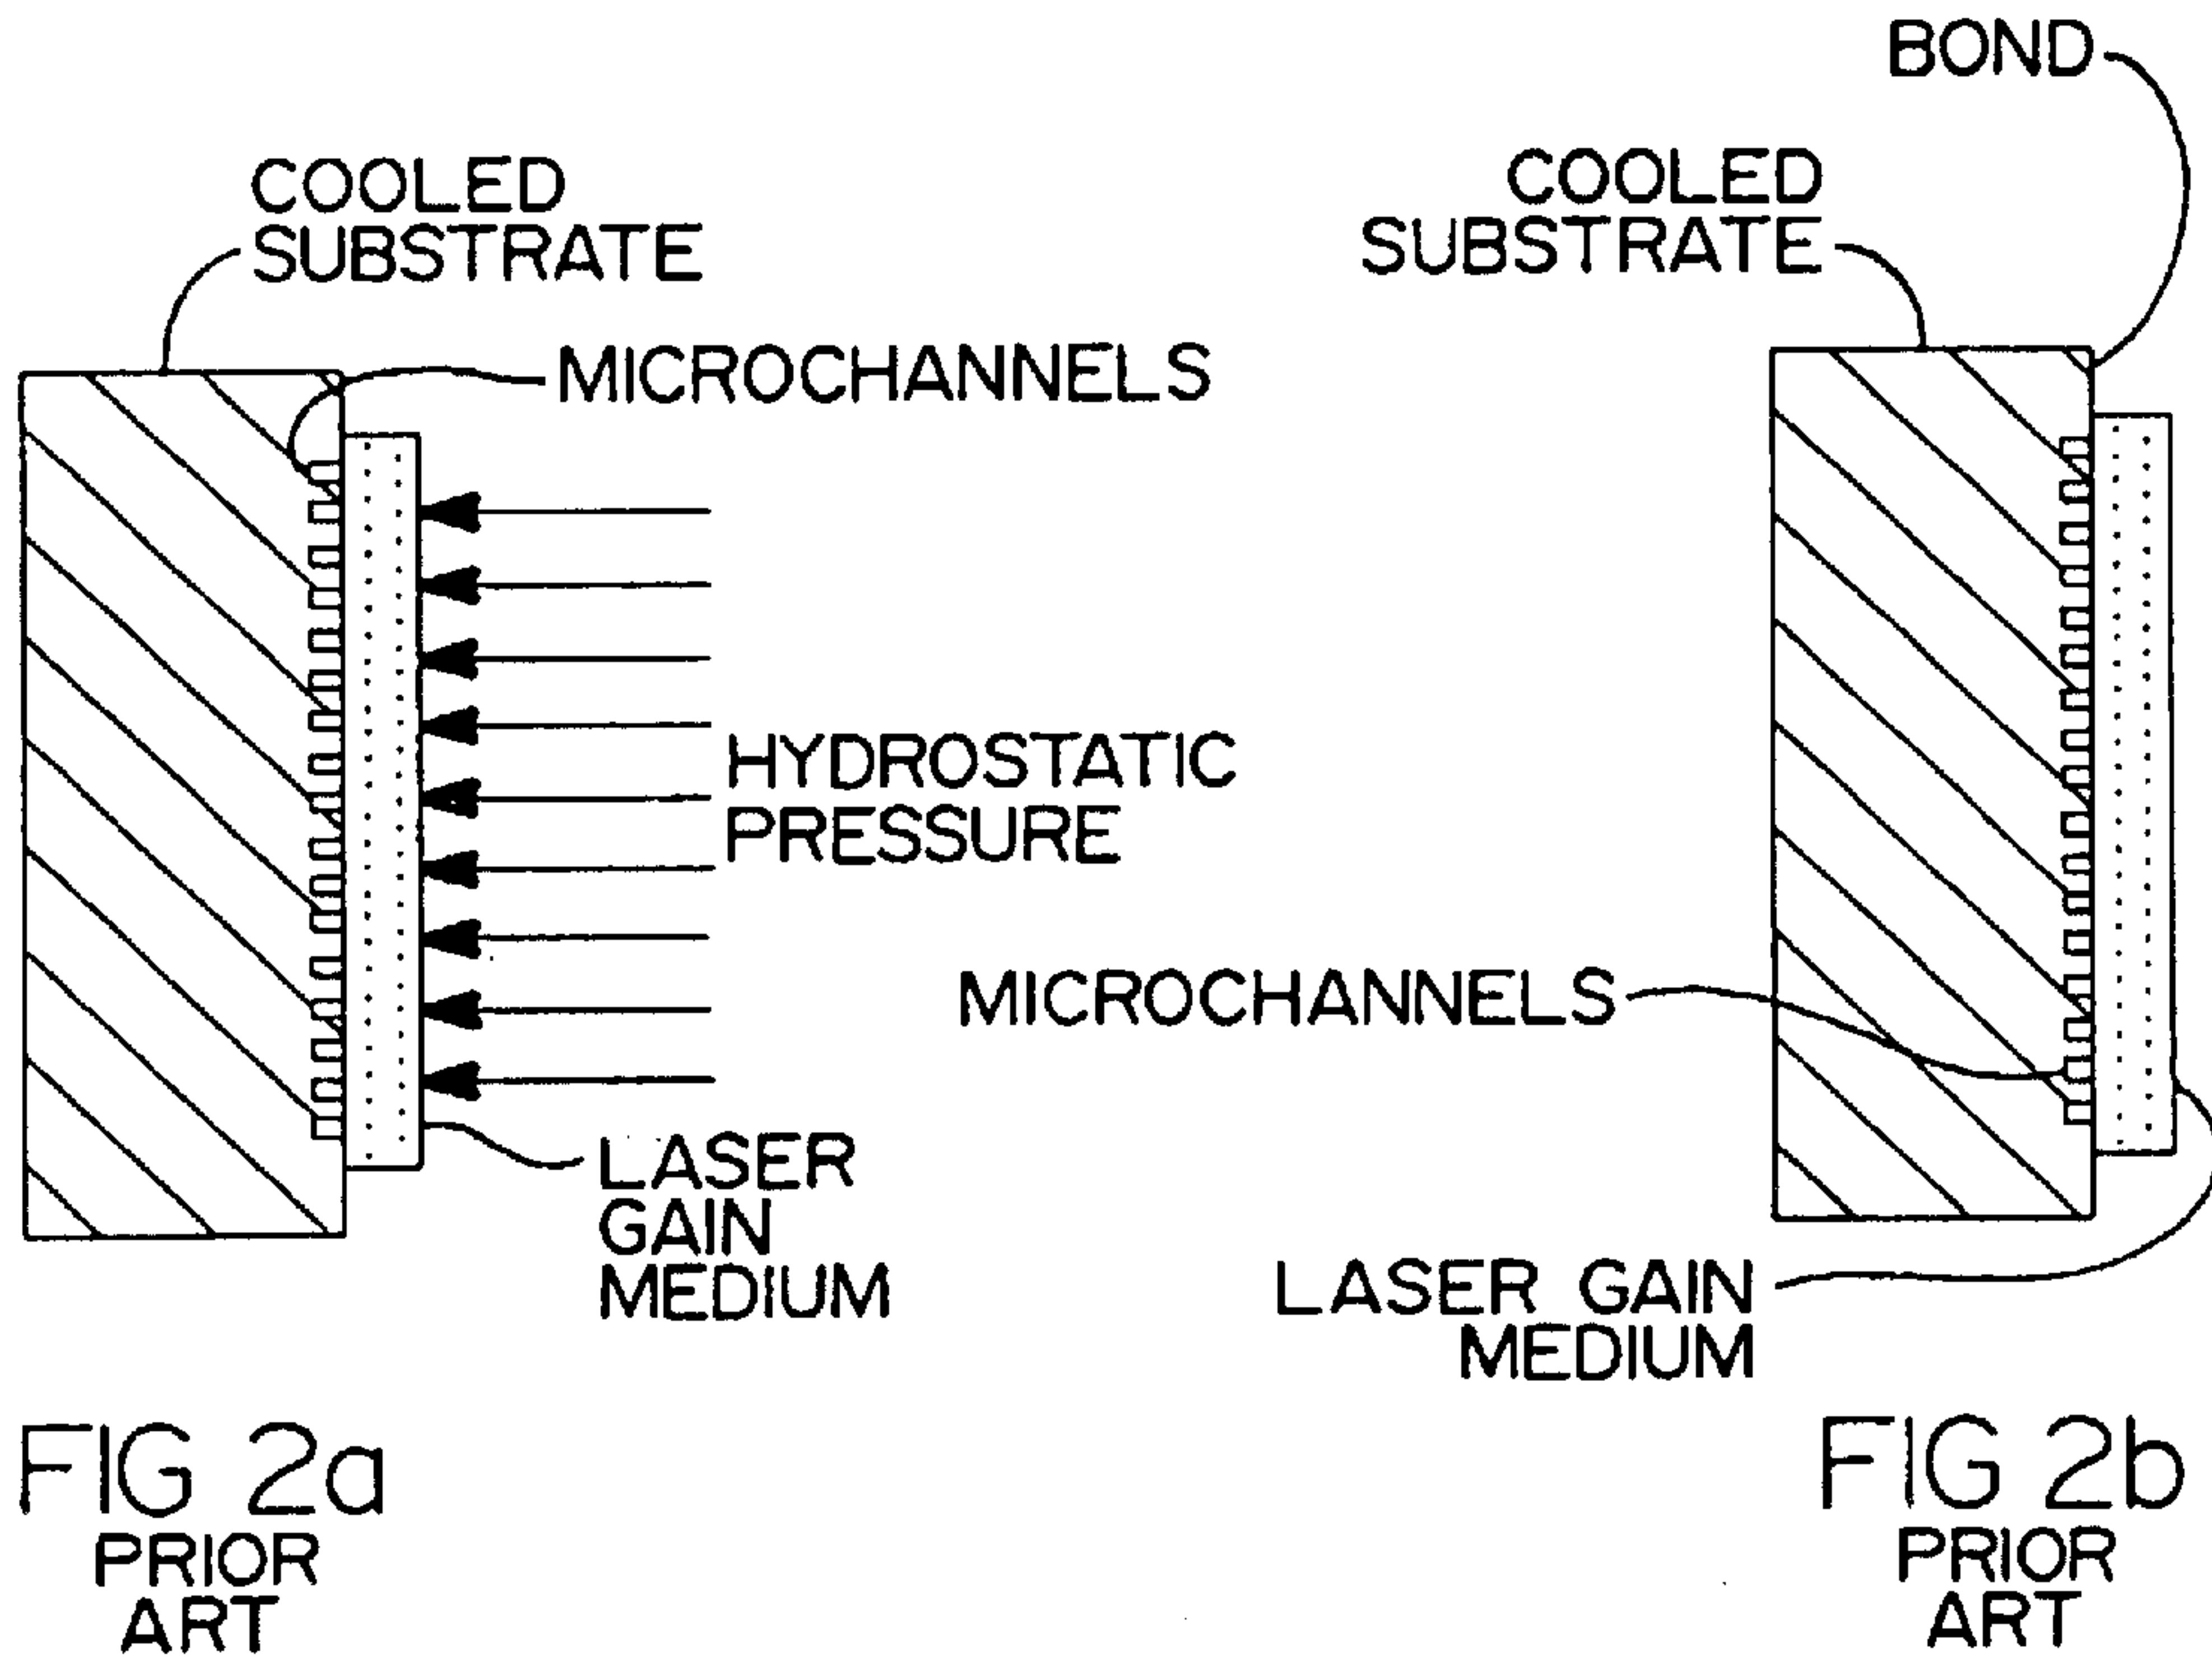 COOLED
SUBSTRATE
MICROCHANNELS
HYDROSTATIC
PRESSURE
LASER
GAIN
MEDIUM
FIG 2a
PRIOR
ART
BOND
COOLED
SUBSTRATE
MICROCHANNELS
LASER GAIN
MEDIUM
FIG 2b
PRIOR
ART